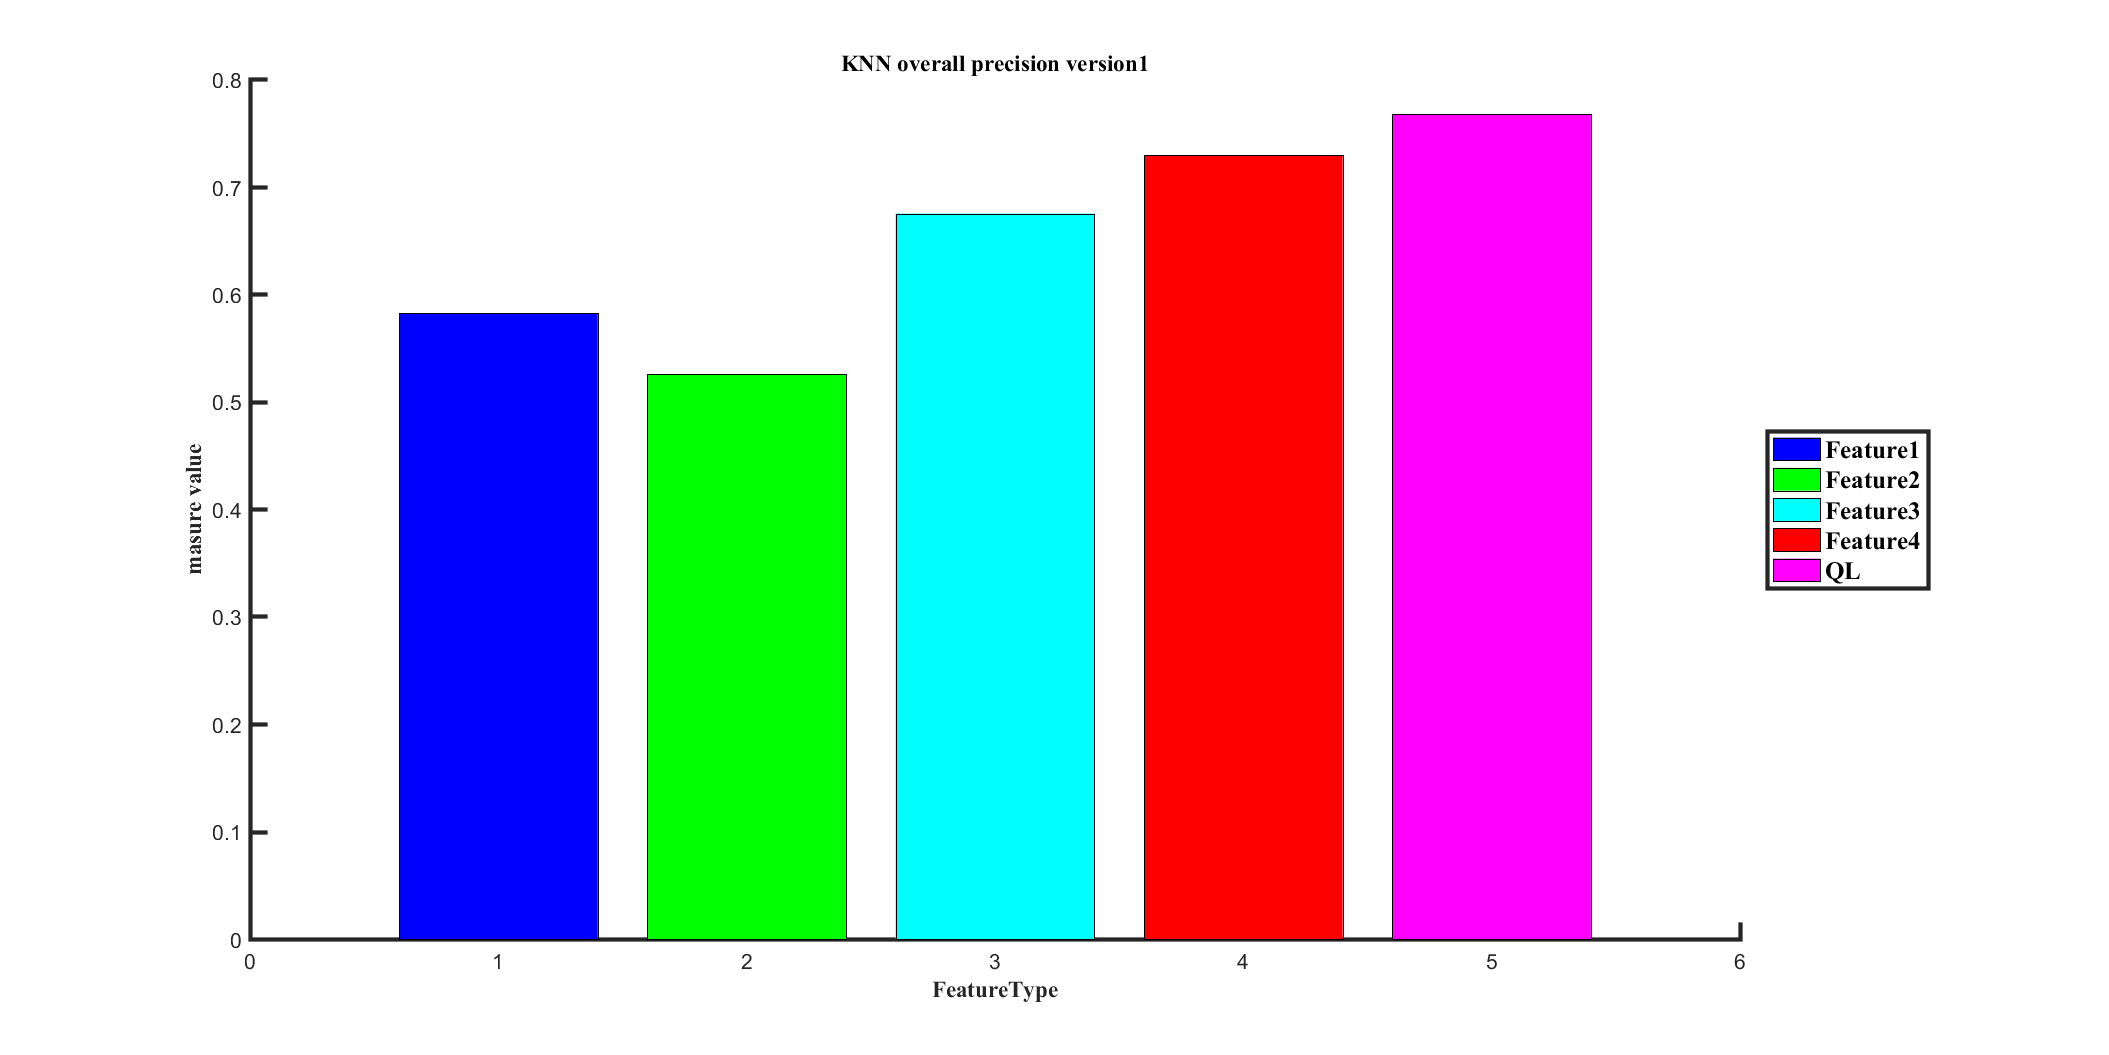 KNN overall precision version1
0.8
0.7
0.6
0.5
0.4
0.3
0.2
0.1
0
masure value
0 1 2 3 4 5 6
FeatureType
Feature1
Feature2
Feature3
Feature4
QL